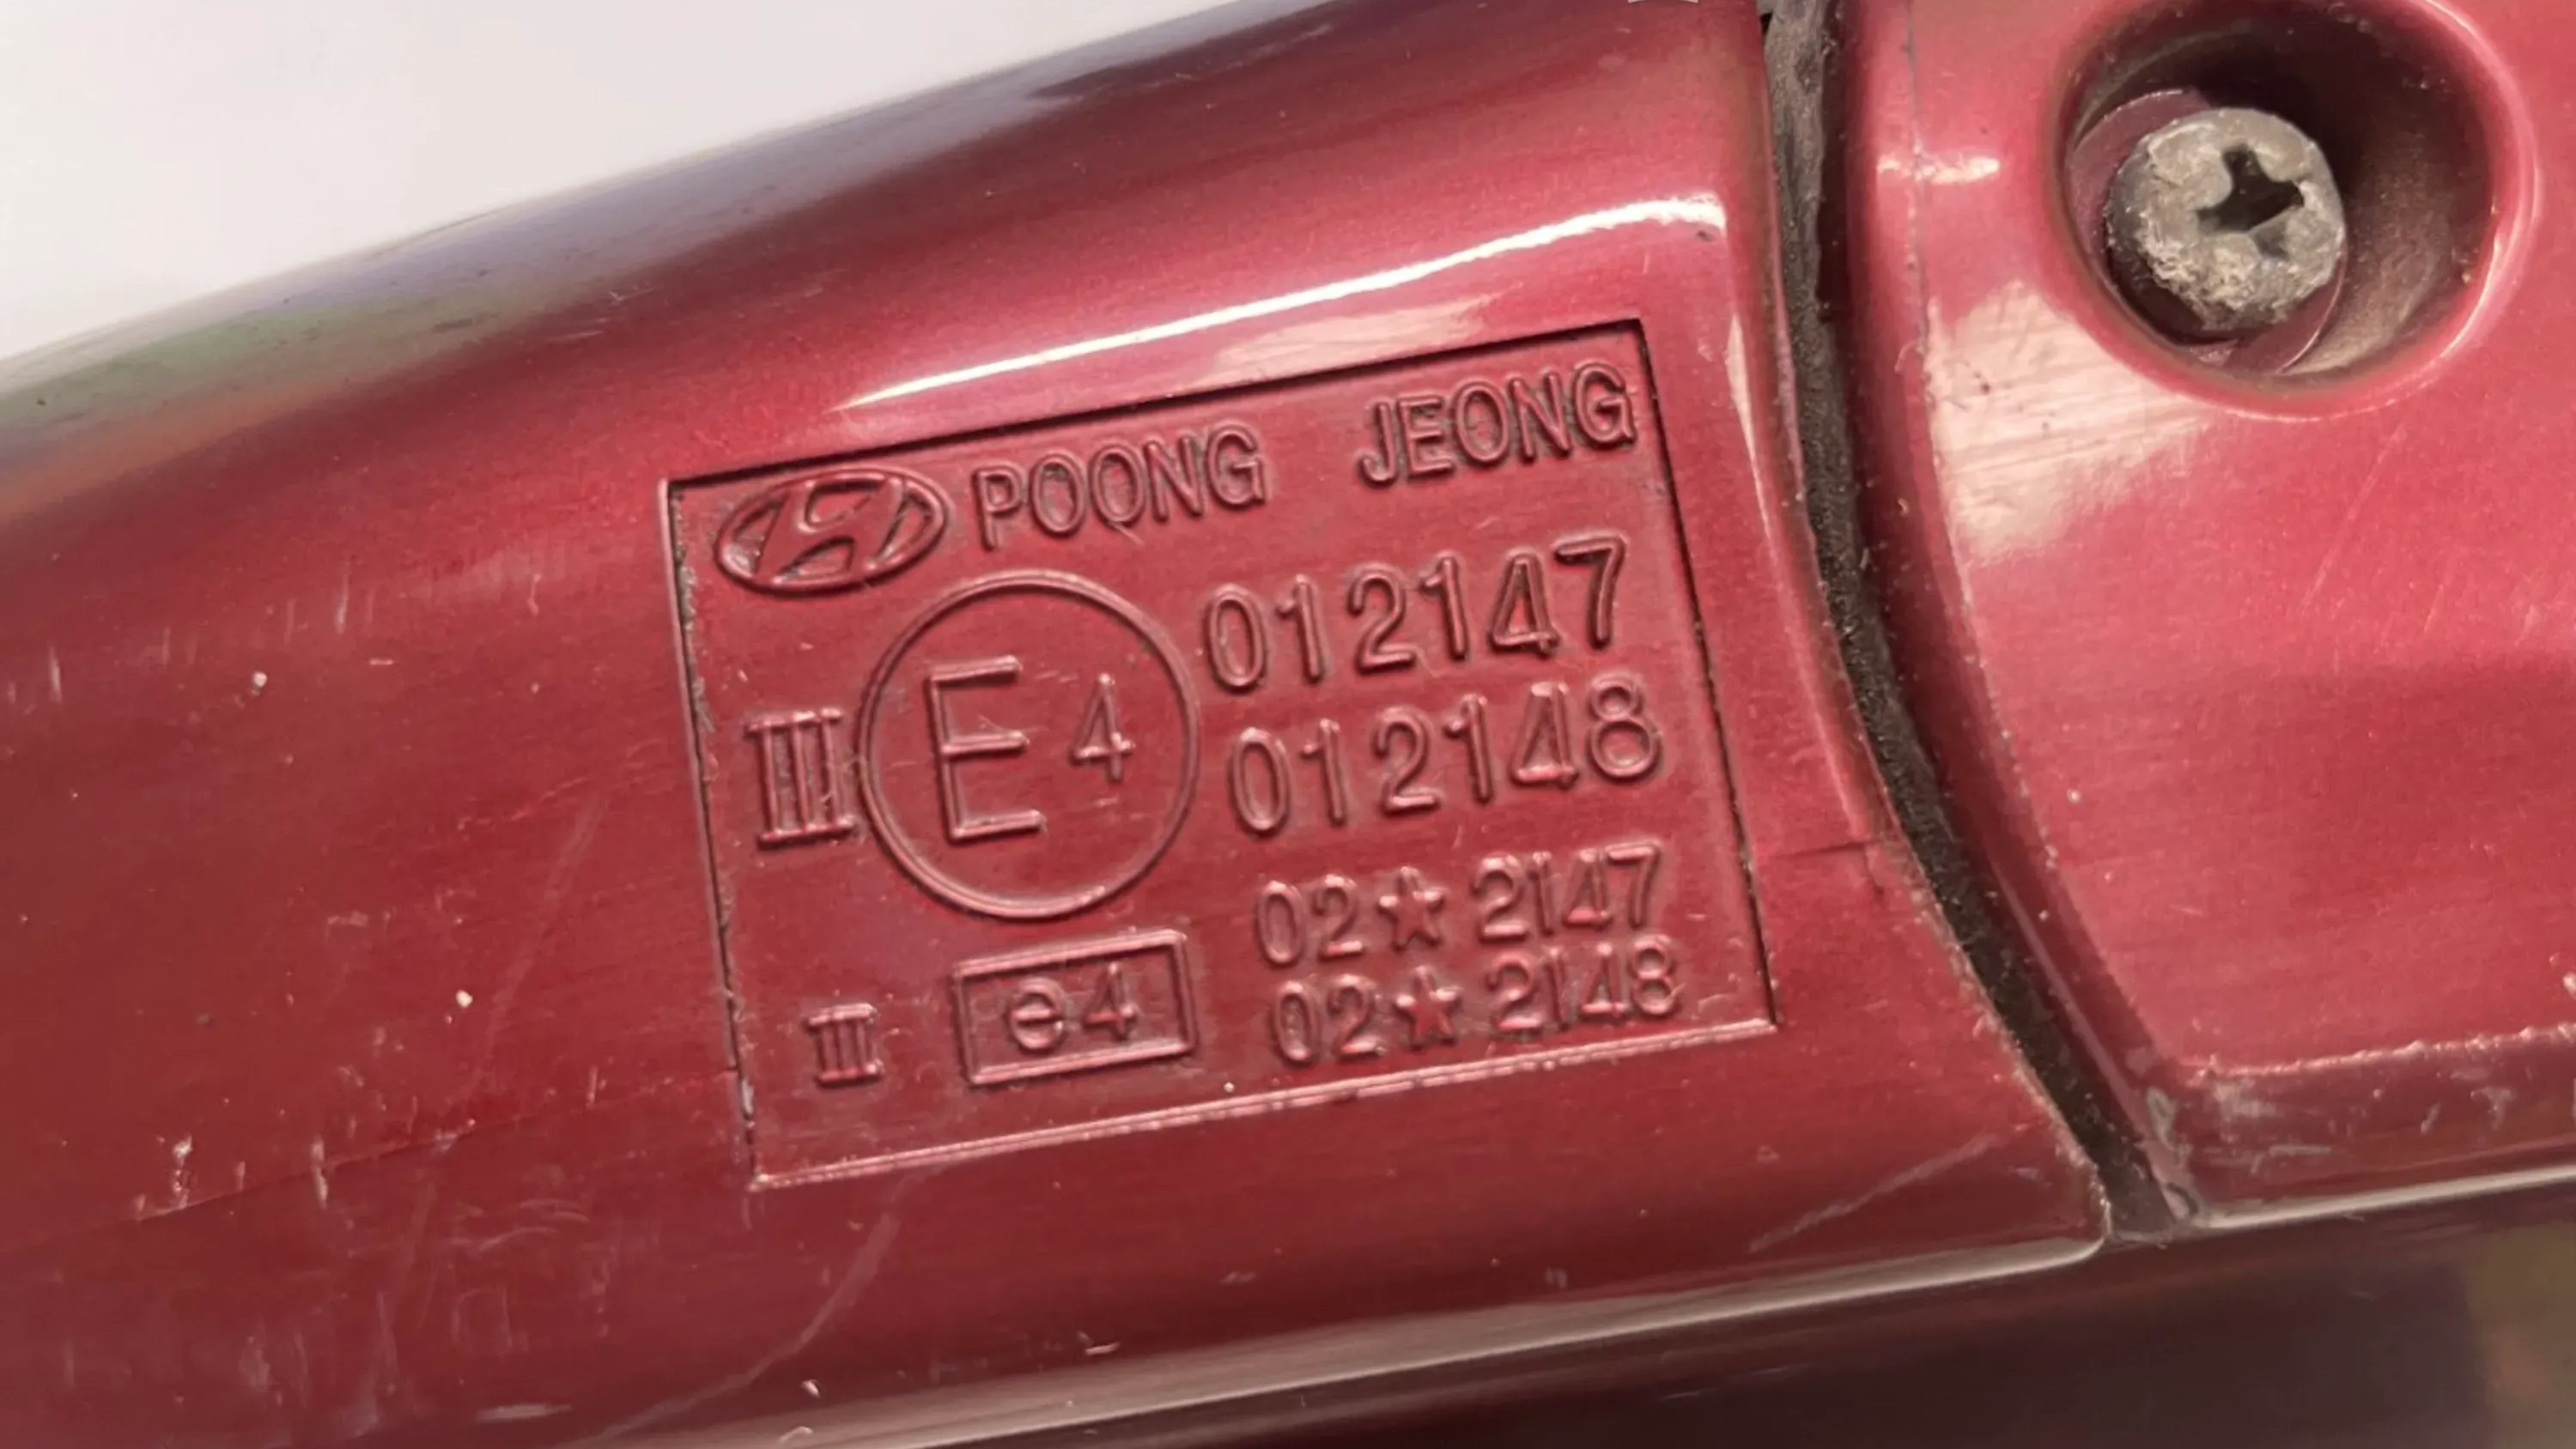 POONG JEONG
III E4 012147
012148
02★2147
III e4 02★2148